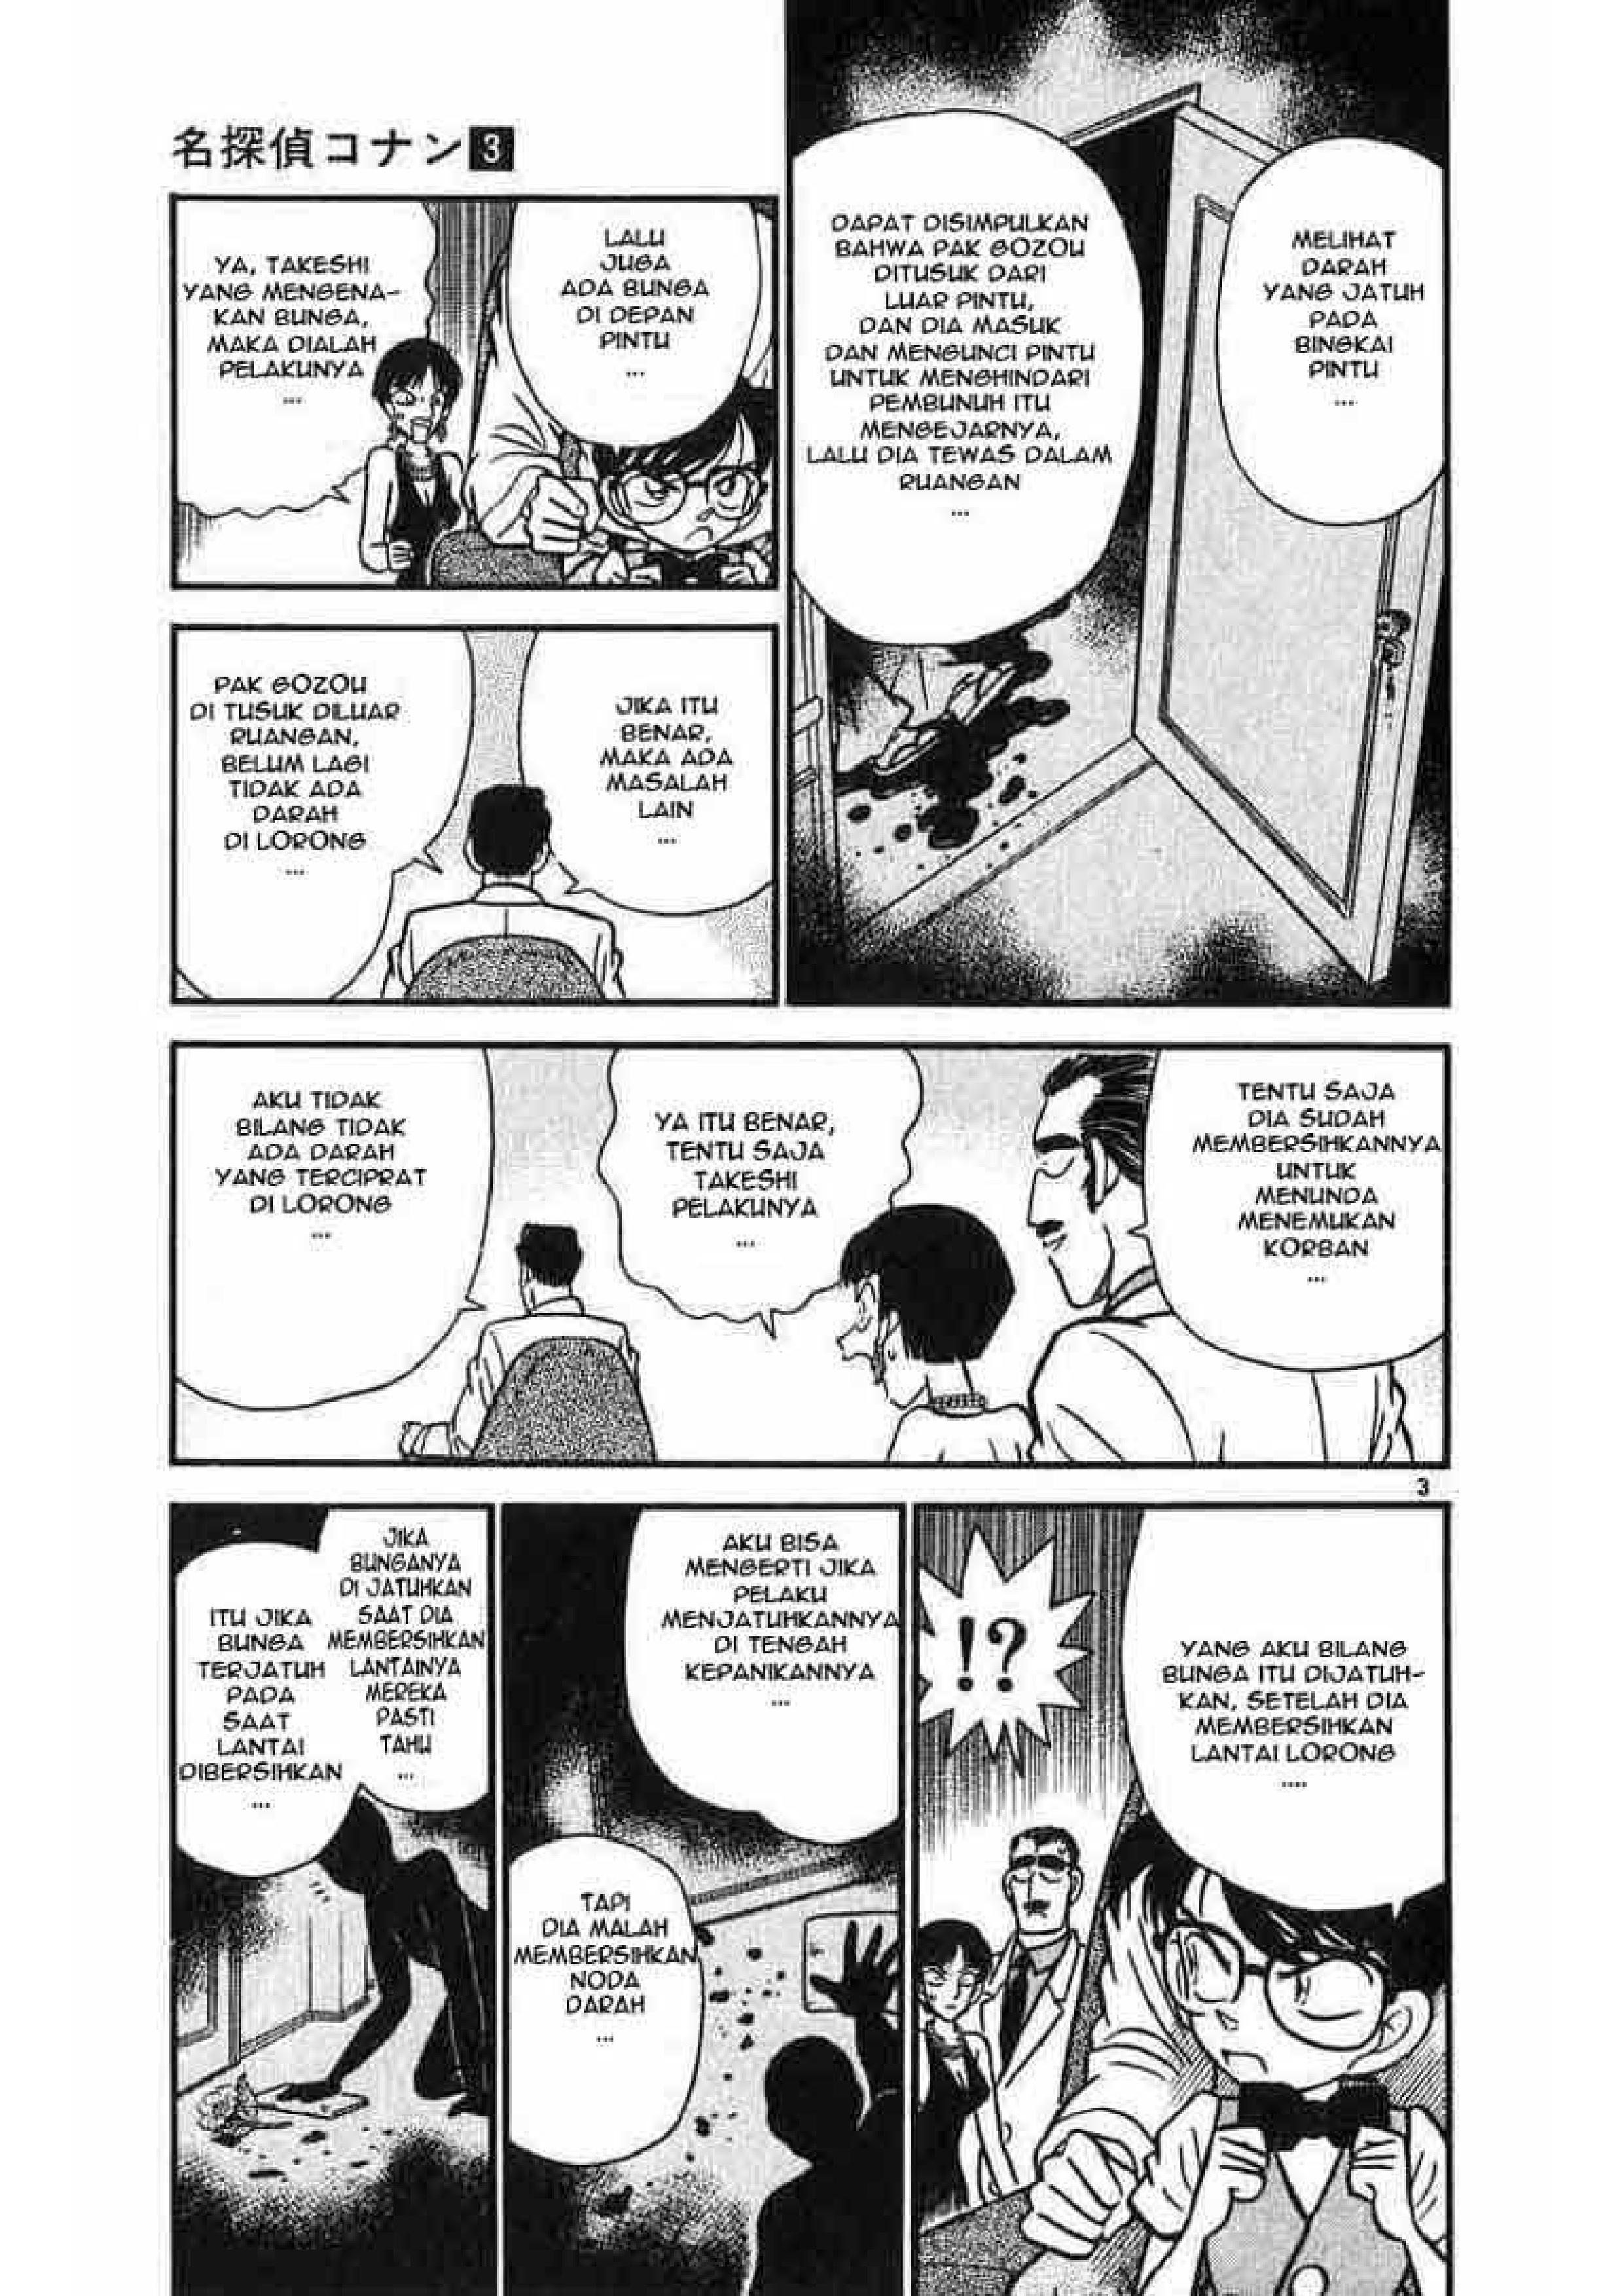 名探偵コナン3
MELIHAT
DARAH
YANG JATUH
PADA
BINGKAI
PINTU
...
DAPAT DISIMPULKAN
BAHWA PAK GOZOU
DITUSUK DARI
LUAR PINTU,
DAN DIA MASUK
DAN MENGUNCI PINTU
UNTUK MENGHINDARI
PEMBUNUH ITU
MENGEJARNYA,
LALU DIA TEWAS DALAM
RUANGAN
...
LALU
JUGA
ADA BUNGA
DI DEPAN
PINTU
...
YA, TAKESHI
YANG MENGENA-
KAN BUNGA,
MAKA DIALAH
PELAKUNYA
...
JIKA ITU
BENAR,
MAKA ADA
MASALAH
LAIN
...
PAK GOZOU
DI TUSUK DILUAR
RUANGAN,
BELUM LAGI
TIDAK ADA
DARAH
DI LORONG
...
TENTU SAJA
DIA SUDAH
MEMBERSIHKANNYA
UNTUK
MENUNDA
MENEMUKAN
KORBAN
...
YA ITU BENAR,
TENTU SAJA
TAKESHI
PELAKUNYA
...
AKU TIDAK
BILANG TIDAK
ADA DARAH
YANG TERCIPRAT
DI LORONG
...
3
YANG AKU BILANG
BUNGA ITU DIJATUH-
KAN, SETELAH DIA
MEMBERSIHKAN
LANTAI LORONG
....
!?
AKU BISA
MENGERTI JIKA
PELAKU
MENJATUHKANNYA
DI TENGAH
KEPANIKANNYA
...
TAPI
DIA MALAH
MEMBERSIHKAN
NODA
DARAH
...
JIKA
BUNGANYA
DI JATUHKAN
SAAT DIA
MEMBERSIHKAN
LANTAINYA
MEREKA
PASTI
TAHU
...
ITU JIKA
BUNGA
TERJATUH
PADA
SAAT
LANTAI
DIBERSIHKAN
...